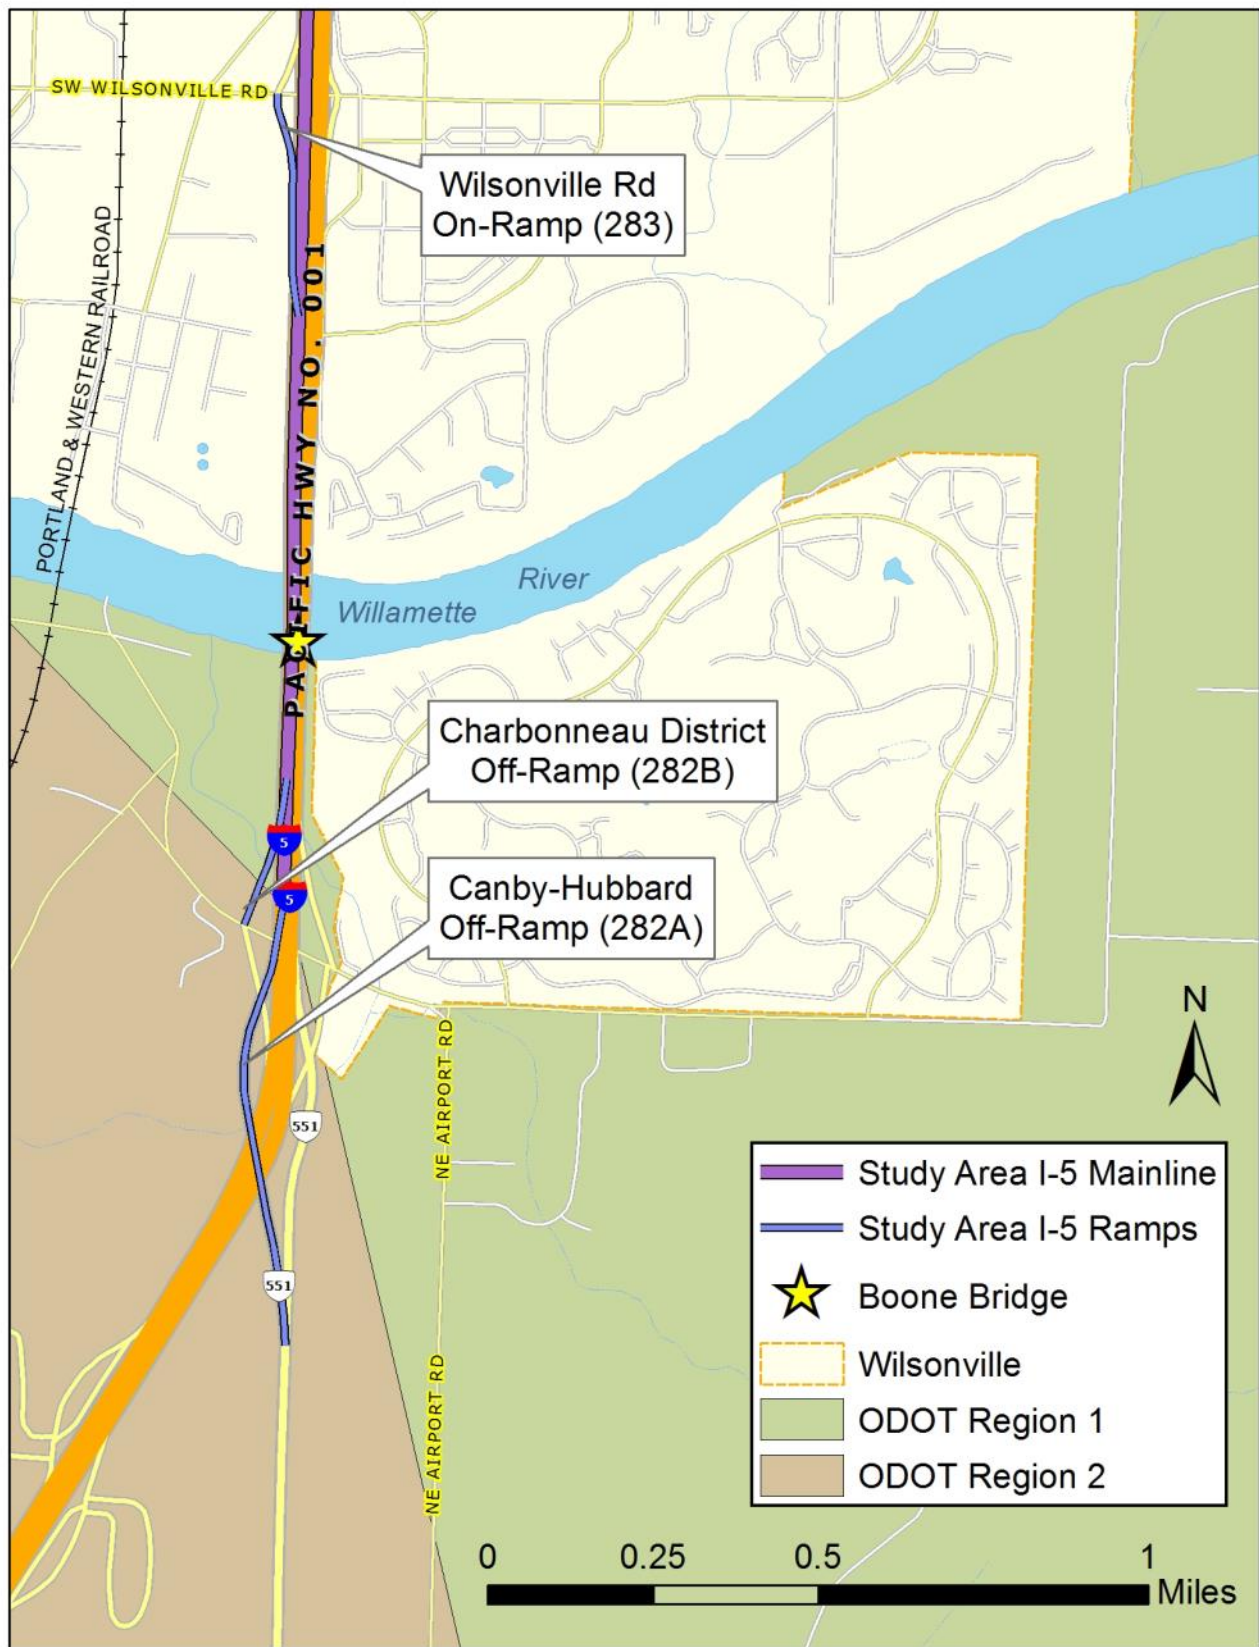 SW WILSONVILLE RD
Wilsonville Rd
On-Ramp (283)
PORTLAND & WESTERN RAILROAD
PACIFIC HWY NO. 001
River
Willamette
Charbonneau District
Off-Ramp (282B)
5
5
Canby-Hubbard
Off-Ramp (282A)
N
NE AIRPORT RD
551
551
NE AIRPORT RD
Study Area I-5 Mainline
Study Area I-5 Ramps
Boone Bridge
Wilsonville
ODOT Region 1
ODOT Region 2
0 0.25 0.5 1
Miles